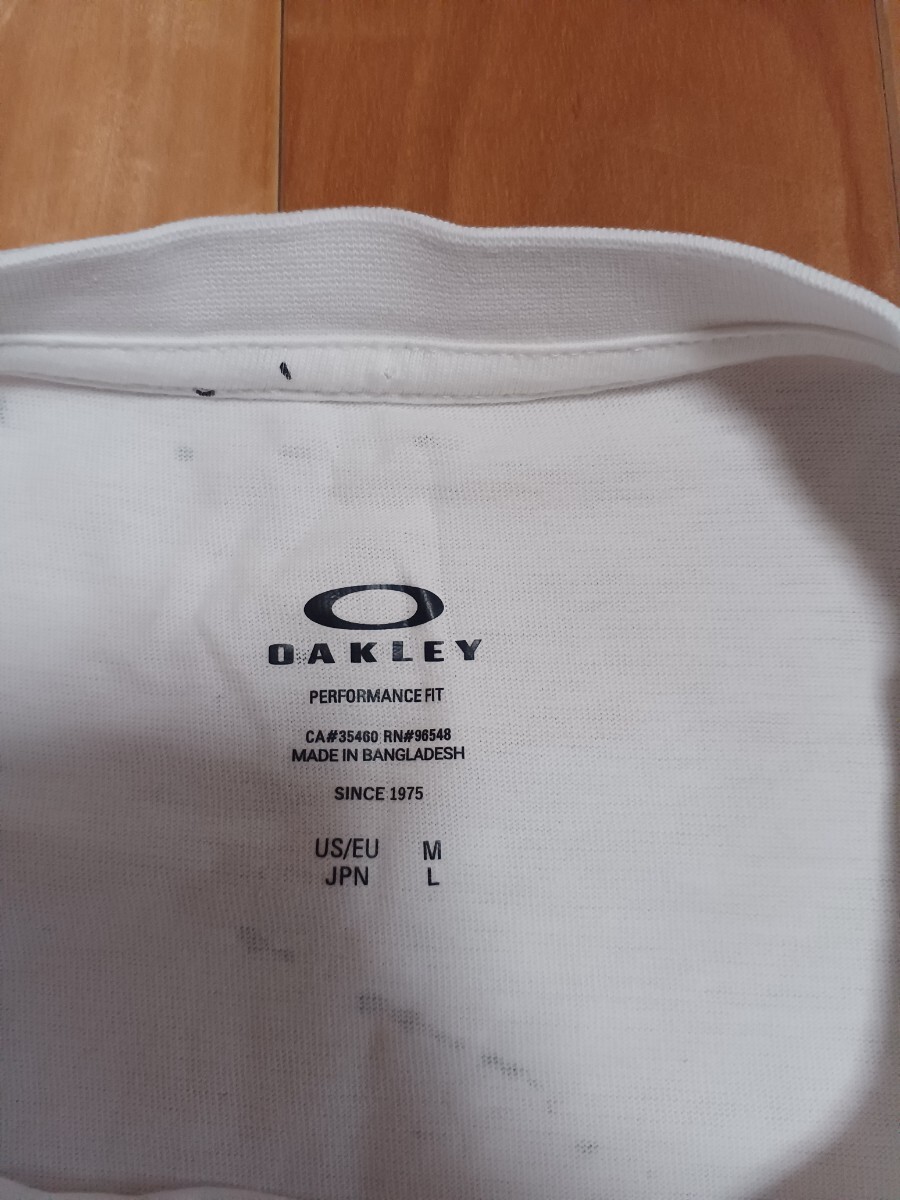 OAKLEY
PERFORMANCE FIT
CA#35460 RN#96548
MADE IN BANGLADESH
SINCE 1975
US/EU M
JPN L